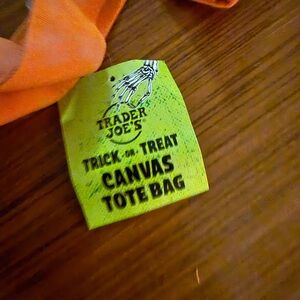 TRADER
JOE'S
TRICK OR TREAT
CANVAS
TOTE BAG